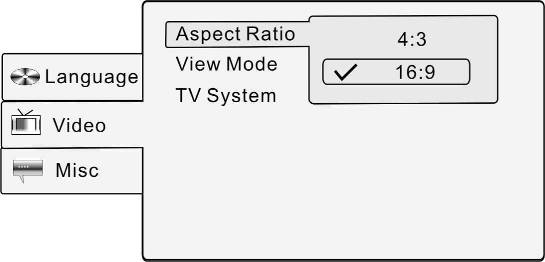 Language
Video
Misc
Aspect Ratio
View Mode
TV System
4:3
16:9